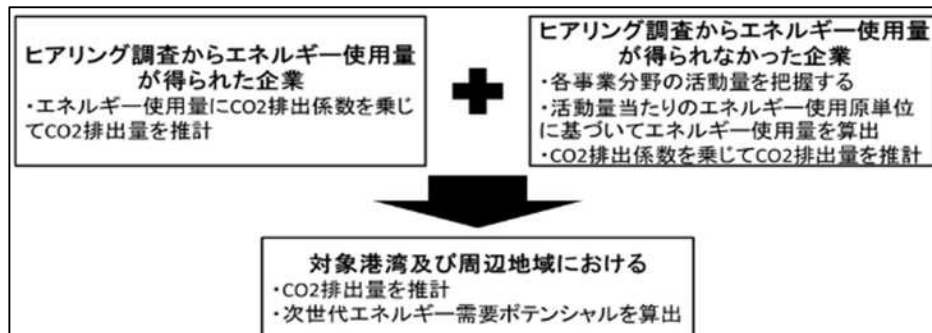 ヒアリング調査からエネルギー使用量
が得られた企業
・エネルギー使用量にCO2排出係数を乗じ
てCO2排出量を推計
ヒアリング調査からエネルギー使用量
が得られなかった企業
・各事業分野の活動量を把握する
・活動量当たりのエネルギー使用原単位
に基づいてエネルギー使用量を算出
・CO2排出係数を乗じてCO2排出量を推計
対象港湾及び周辺地域における
・CO2排出量を推計
・次世代エネルギー需要ポテンシャルを算出